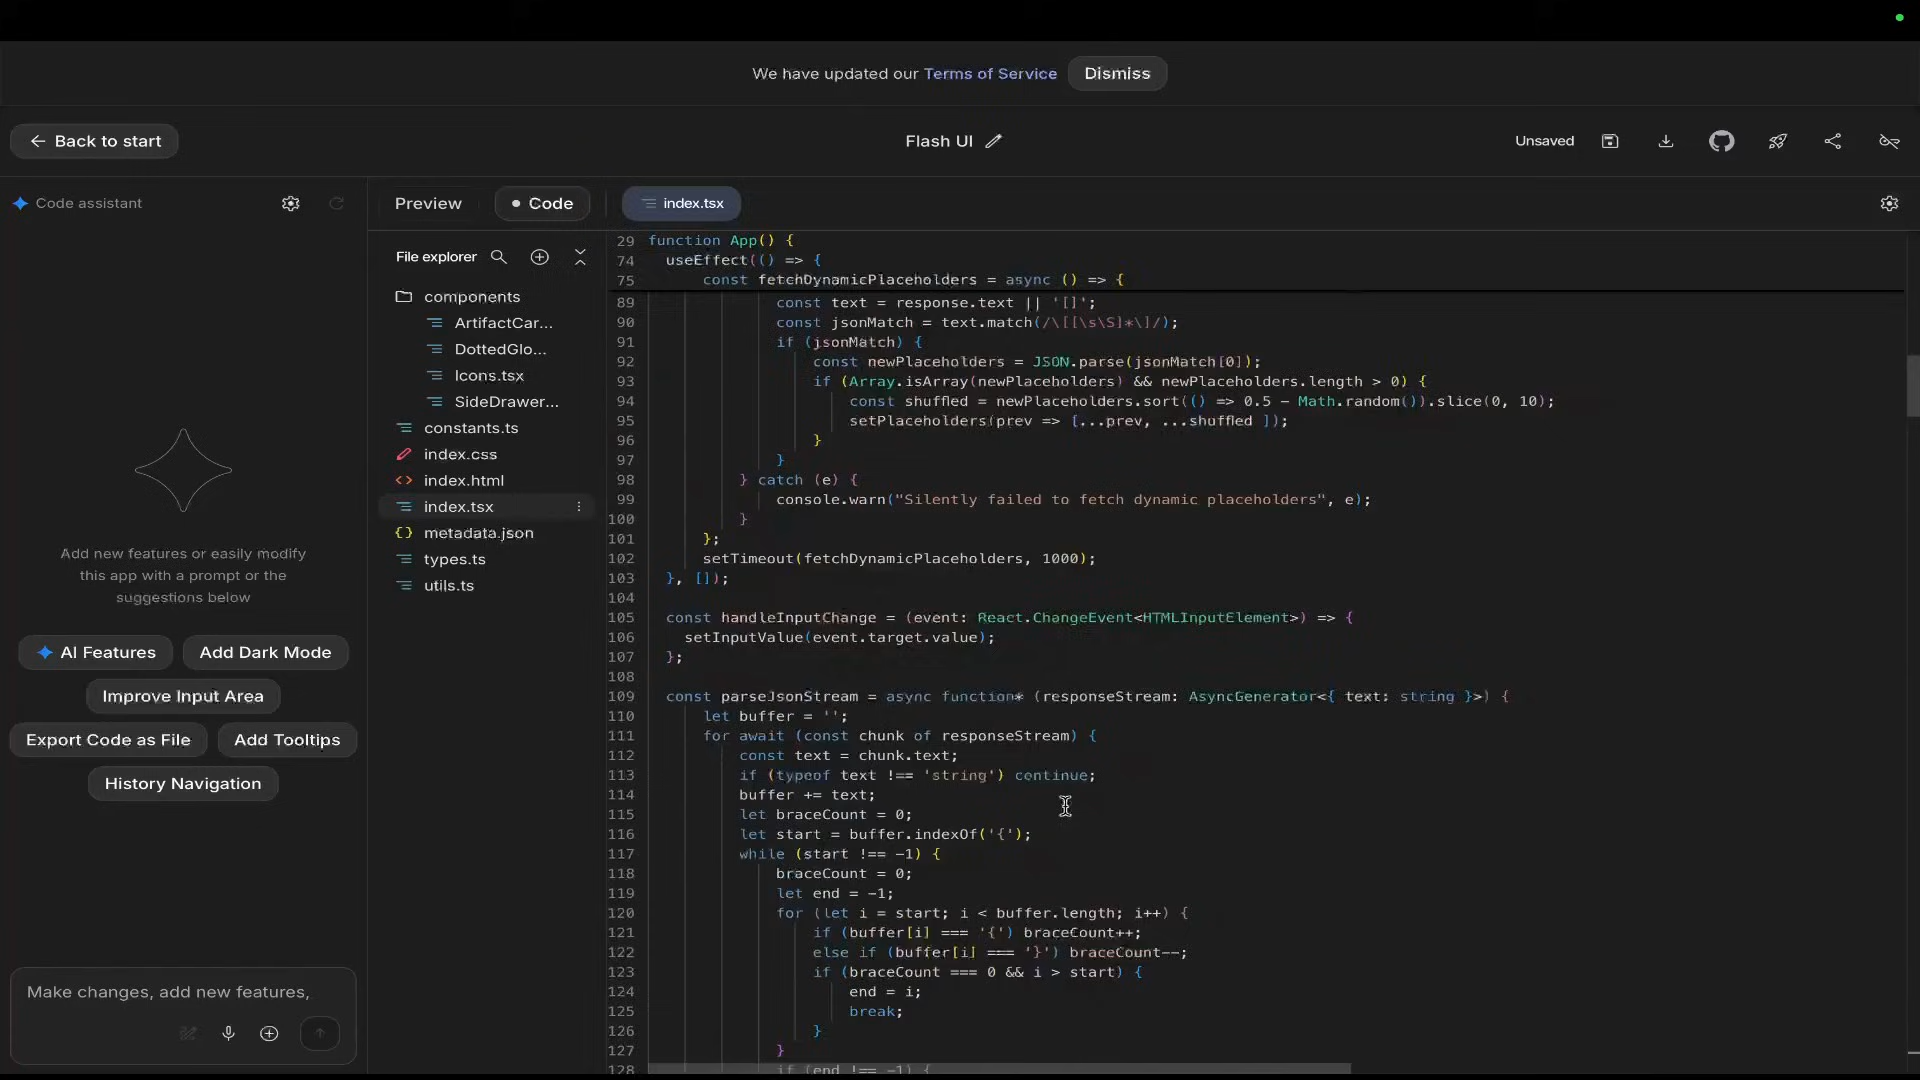 We have updated our Terms of Service Dismiss
Back to start
Flash UI
Unsaved
Code assistant
Preview
Code
index.tsx
File explorer
components
ArtifactCar...
DottedGlo...
Icons.tsx
SideDrawer...
constants.ts
index.css
index.html
index.tsx
metadata.json
types.ts
utils.ts
Add new features or easily modify
this app with a prompt or the
suggestions below
AI Features
Add Dark Mode
Improve Input Area
Export Code as File
Add Tooltips
History Navigation
Make changes, add new features,
29 function App() {
74 useEffect(() => {
75 const fetchDynamicPlaceholders = async () => {
89 const text = response.text || '[]';
90 const jsonMatch = text.match(/\[[\s\S]*\]/);
91 if (jsonMatch) {
92 const newPlaceholders = JSON.parse(jsonMatch[0]);
93 if (Array.isArray(newPlaceholders) && newPlaceholders.length > 0) {
94 const shuffled = newPlaceholders.sort(() => 0.5 - Math.random()).slice(0, 10);
95 setPlaceholders(prev => [...prev, ...shuffled ]);
96 }
97 }
98 } catch (e) {
99 console.warn("Silently failed to fetch dynamic placeholders", e);
100 }
101 };
102 setTimeout(fetchDynamicPlaceholders, 1000);
103 }, []);
104
105 const handleInputChange = (event: React.ChangeEvent<HTMLInputElement>) => {
106 setInputValue(event.target.value);
107 };
108
109 const parseJsonStream = async function* (responseStream: AsyncGenerator<{ text: string }>) {
110 let buffer = '';
111 for await (const chunk of responseStream) {
112 const text = chunk.text;
113 if (typeof text !== 'string') continue;
114 buffer += text;
115 let braceCount = 0;
116 let start = buffer.indexOf('{');
117 while (start !== -1) {
118 braceCount = 0;
119 let end = -1;
120 for (let i = start; i < buffer.length; i++) {
121 if (buffer[i] === '{') braceCount++;
122 else if (buffer[i] === '}') braceCount--;
123 if (braceCount === 0 && i > start) {
124 end = i;
125 break;
126 }
127 }
128 if (end !== -1) {